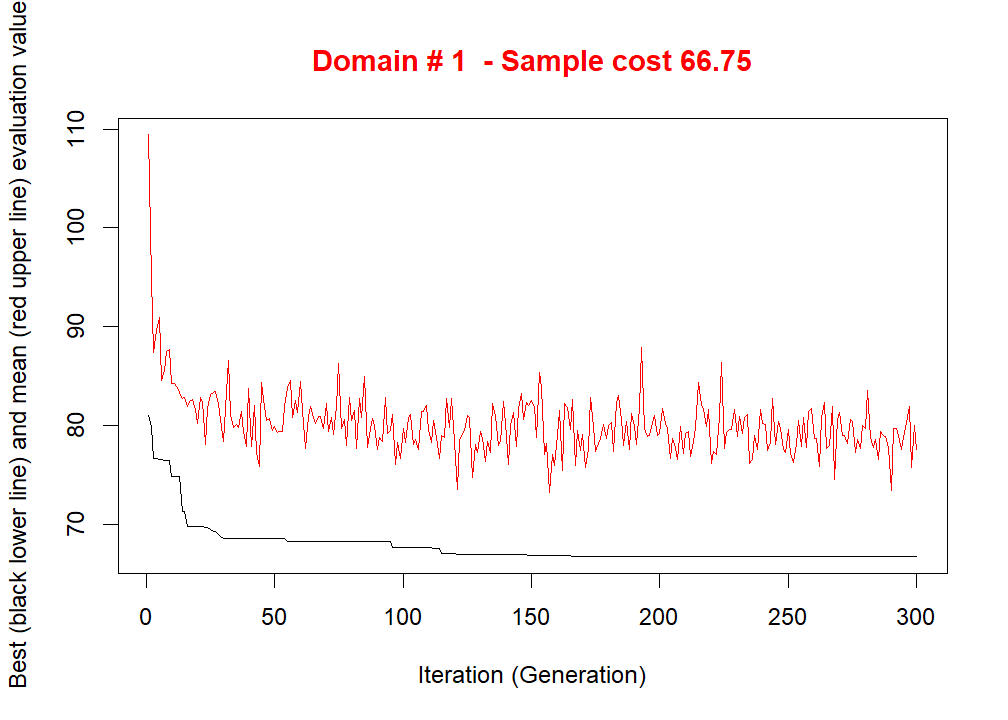 Domain # 1  - Sample cost 66.75
Best (black lower line) and mean (red upper line) evaluation value
110
100
90
80
70
0 50 100 150 200 250 300
Iteration (Generation)